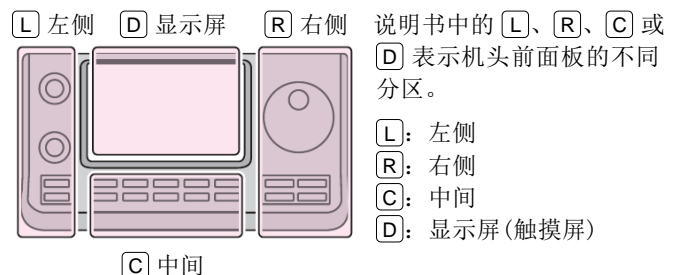 L 左侧 D 显示屏 R 右侧
C 中间
说明书中的 L、R、C 或
D 表示机头前面板的不同
分区。
L：左侧
R：右侧
C：中间
D：显示屏(触摸屏)